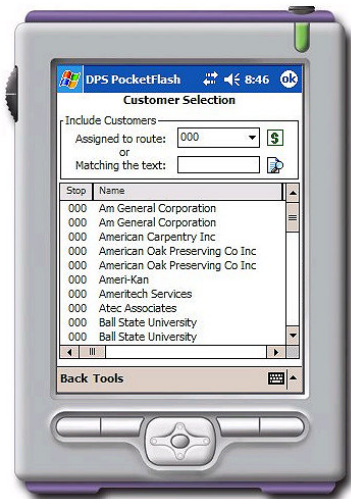 DPS PocketFlash 8:46 ok
Customer Selection
Include Customers
Assigned to route: 000 $
or
Matching the text:
Stop Name
000 Am General Corporation
000 Am General Corporation
000 American Carpentry Inc
000 American Oak Preserving Co Inc
000 American Oak Preserving Co Inc
000 Ameri-Kan
000 Ameritech Services
000 Atec Associates
000 Ball State University
000 Ball State University
Back Tools